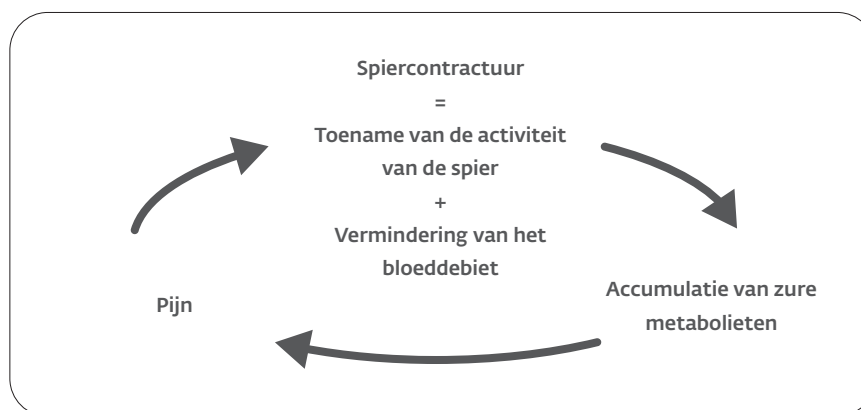 Spiercontractuur
=
Toename van de activiteit
van de spier
+
Vermindering van het
bloeddebiet
Accumulatie van zure
metabolieten
Pijn